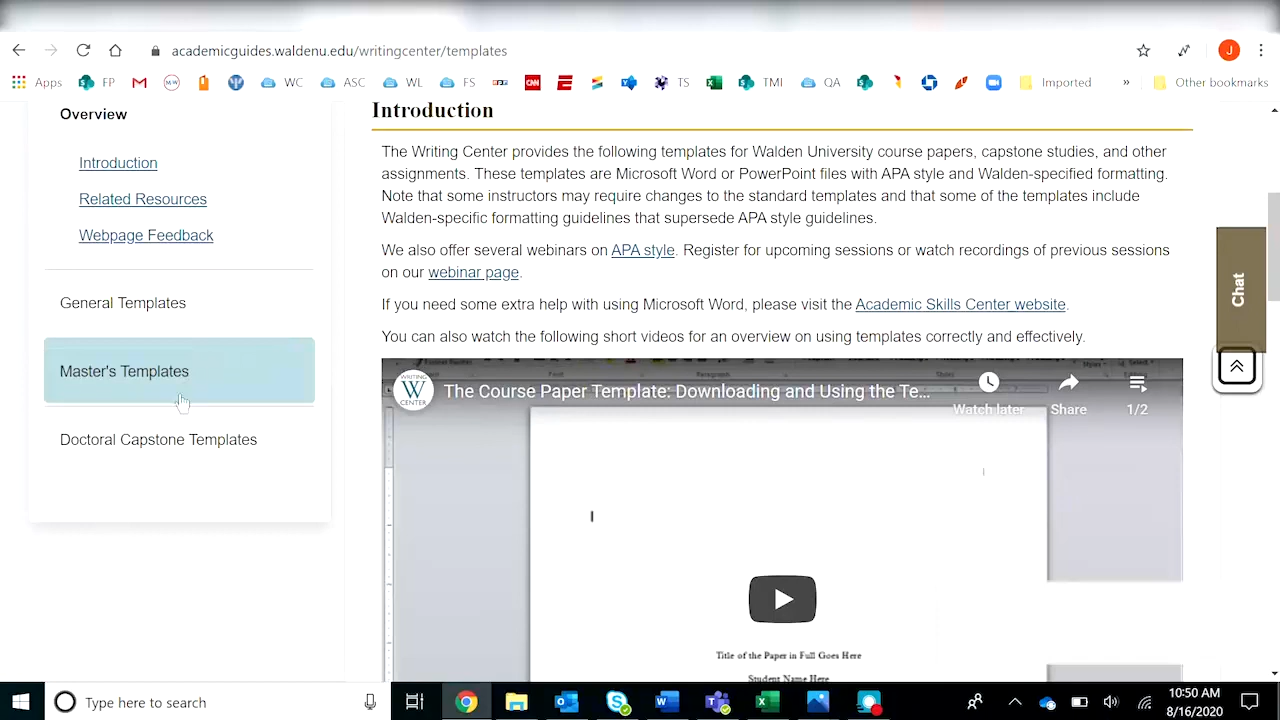 academicguides.waldenu.edu/writingcenter/templates
J
Apps FP WC ASC WL FS CNN TS TMI QA Imported » Other bookmarks
Overview
Introduction
Related Resources
Webpage Feedback
General Templates
Master's Templates
Doctoral Capstone Templates
Introduction
The Writing Center provides the following templates for Walden University course papers, capstone studies, and other
assignments. These templates are Microsoft Word or PowerPoint files with APA style and Walden-specified formatting.
Note that some instructors may require changes to the standard templates and that some of the templates include
Walden-specific formatting guidelines that supersede APA style guidelines.
We also offer several webinars on APA style. Register for upcoming sessions or watch recordings of previous sessions
on our webinar page.
If you need some extra help with using Microsoft Word, please visit the Academic Skills Center website.
You can also watch the following short videos for an overview on using templates correctly and effectively.
WRITING
W
CENTER
The Course Paper Template: Downloading and Using the Te...
Watch later
Share
1/2
Paragraph
Styles
Title of the Paper in Full Goes Here
Student Name Here
Chat
Type here to search
10:50 AM
8/16/2020